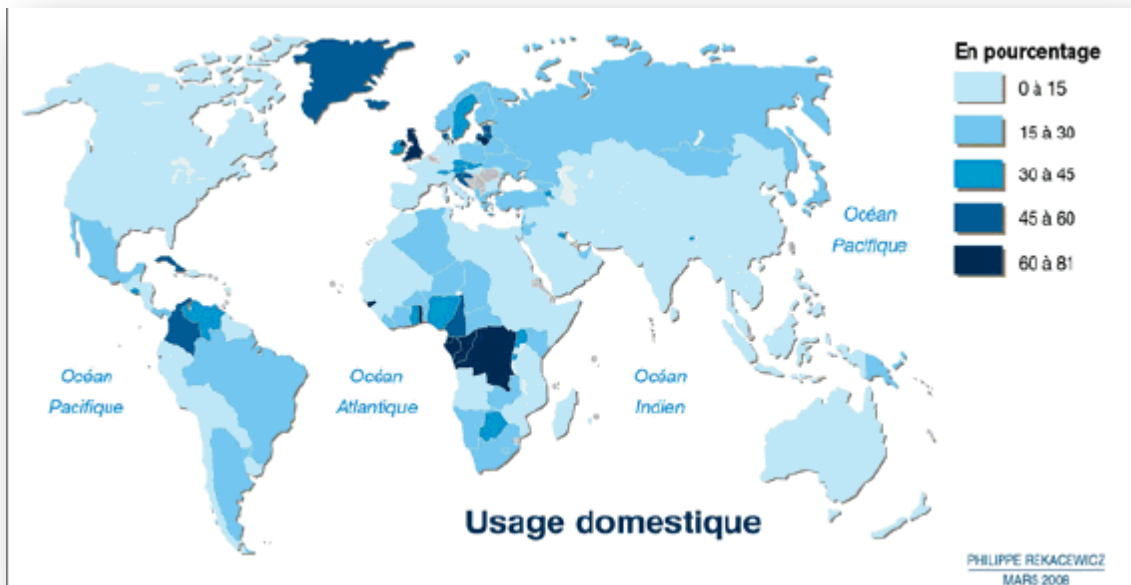 En pourcentage
0 à 15
15 à 30
30 à 45
45 à 60
60 à 81
Océan
Pacifique
Océan
Pacifique
Océan
Atlantique
Océan
Indien
Usage domestique
PHILIPPE REKACEWICZ
MARS 2008